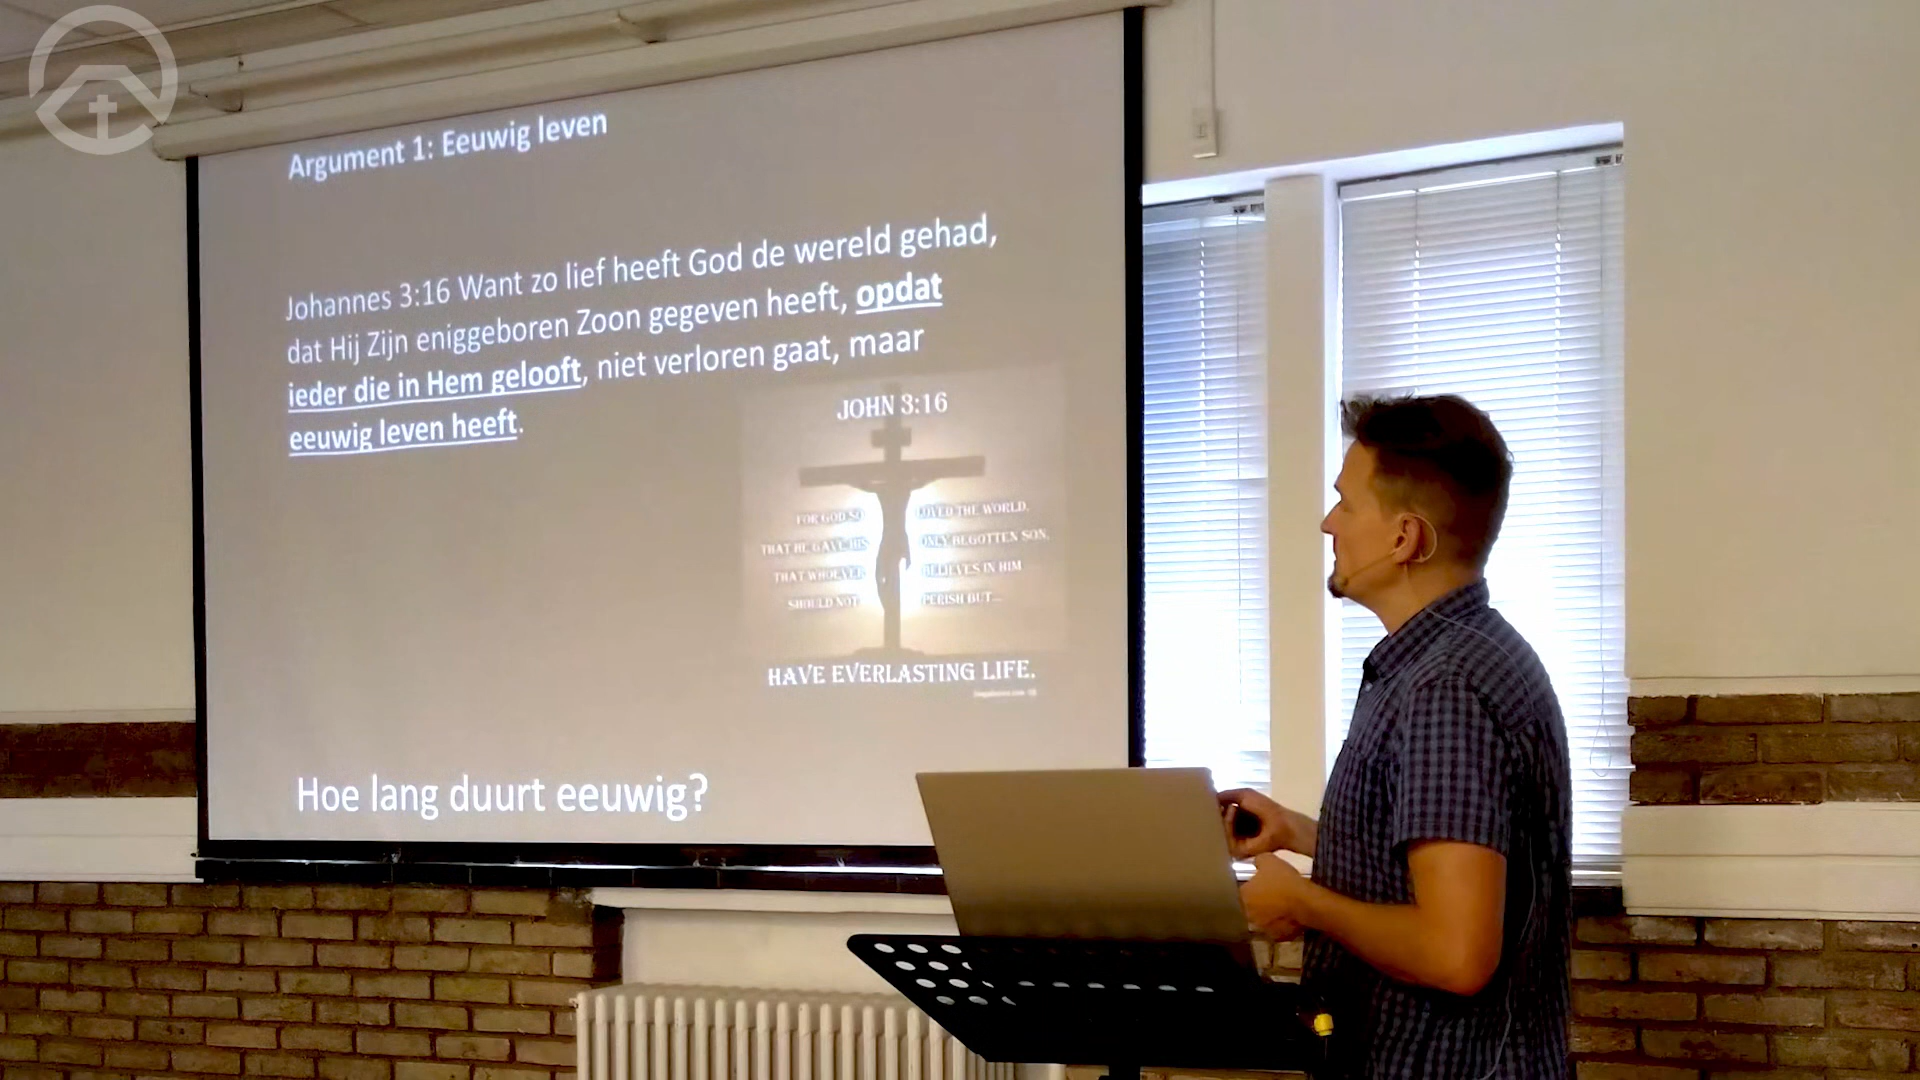 Argument 1: Eeuwig leven
Johannes 3:16 Want zo lief heeft God de wereld gehad,
dat Hij Zijn eniggeboren Zoon gegeven heeft, opdat
ieder die in Hem gelooft, niet verloren gaat, maar
eeuwig leven heeft.
JOHN 3:16
FOR GOD SO LOVED THE WORLD,
THAT HE GAVE HIS ONLY BEGOTTEN SON,
THAT WHOEVER BELIEVES IN HIM
SHOULD NOT PERISH BUT...
HAVE EVERLASTING LIFE.
Hoe lang duurt eeuwig?